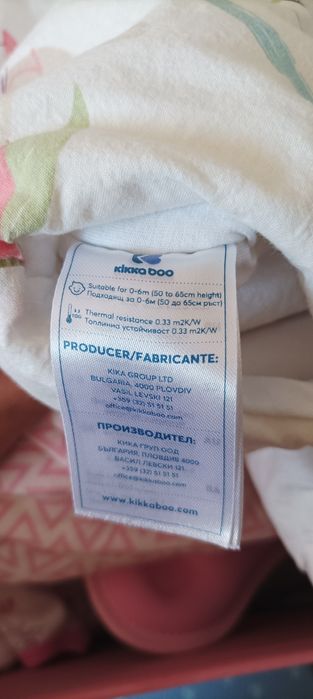 kikka boo
Suitable for 0-6m (50 to 65cm height)
Подходящ за 0-6м (50 до 65см ръст)
Thermal resistance 0.33 m2K/W
Топлинна устойчивост 0.33 m2K/W
PRODUCER/FABRICANTE:
KIKA GROUP LTD
BULGARIA, 4000 PLOVDIV
VASIL LEVSKI 121
+359 (32) 51 51 51
office@kikkaboo.com
ПРОИЗВОДИТЕЛ:
КИКА ГРУП ООД
БЪЛГАРИЯ, ПЛОВДИВ 4000
ВАСИЛ ЛЕВСКИ 121
+359 (32) 51 51 51
office@kikkaboo.com
www.kikkaboo.com